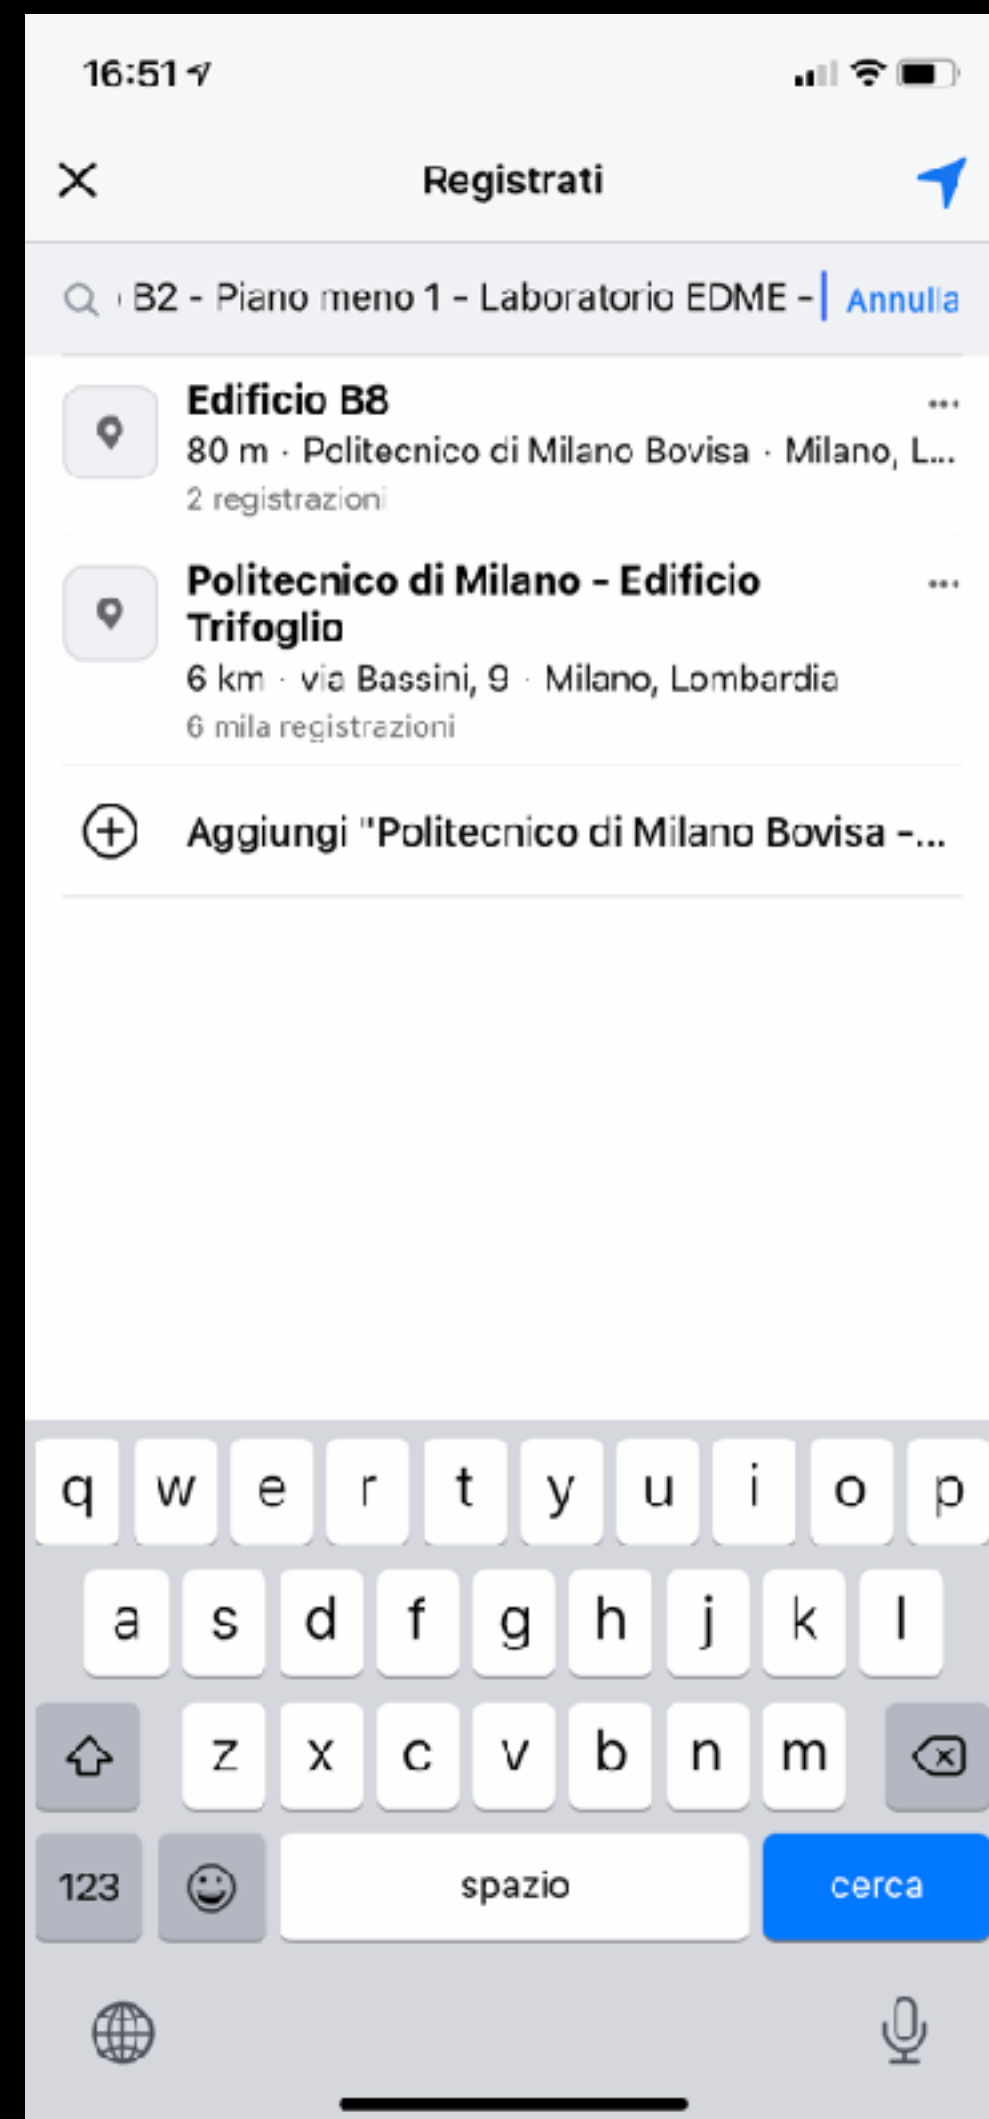 16:51
Registrati
B2 - Piano meno 1 - Laboratorio EDME -
Annulla
Edificio B8
80 m · Politecnico di Milano Bovisa · Milano, L...
2 registrazioni
Politecnico di Milano - Edificio
Trifoglio
6 km · via Bassini, 9 · Milano, Lombardia
6 mila registrazioni
Aggiungi "Politecnico di Milano Bovisa -...
q w e r t y u i o p
a s d f g h j k l
z x c v b n m
123 spazio cerca